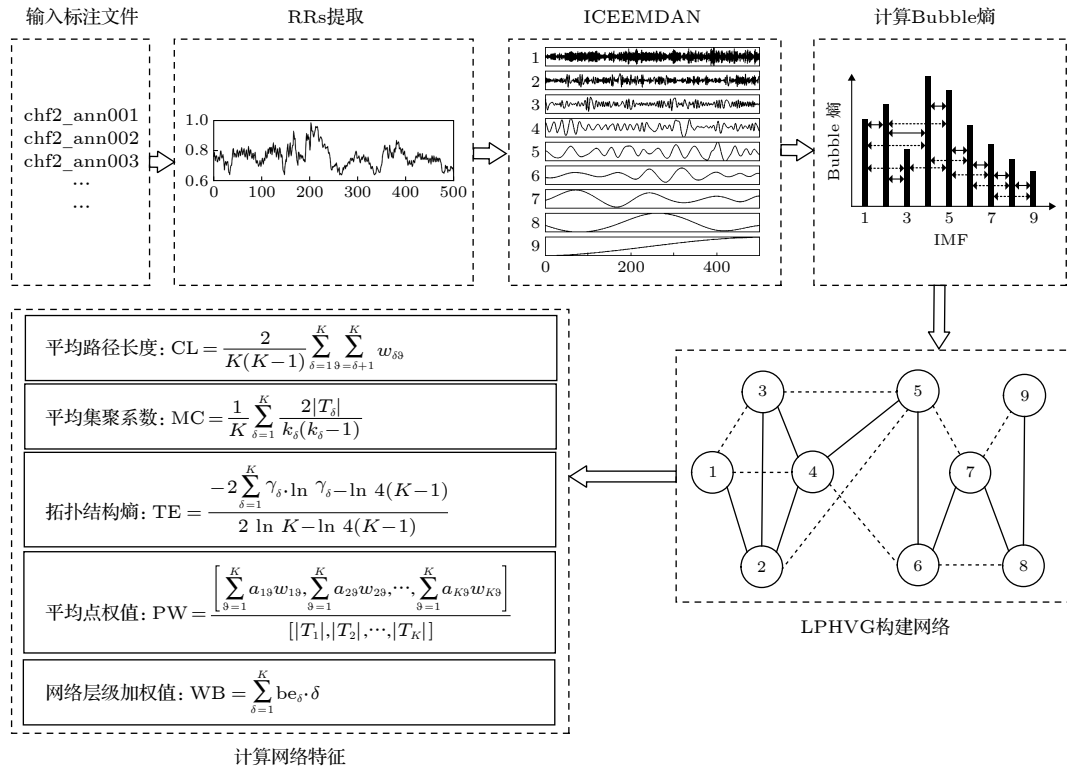 输入标注文件
RRs提取
ICEEMDAN
计算Bubble熵
chf2_ann001
chf2_ann002
chf2_ann003
...
...
1.0
0.8
0.6
0 100 200 300 400 500
1
2
3
4
5
6
7
8
9
0 200 400
Bubble 熵
1 3 5 7 9
IMF
平均路径长度: CL = 2/(K(K−1)) ∑_{δ=1}^{K} ∑_{ϑ=δ+1}^{K} w_{δϑ}
平均集聚系数: MC = 1/K ∑_{δ=1}^{K} 2|T_δ|/(k_δ(k_δ−1))
拓扑结构熵: TE = (−2∑_{δ=1}^{K} γ_δ·ln γ_δ−ln 4(K−1))/(2 ln K−ln 4(K−1))
平均点权值: PW = [∑_{ϑ=1}^{K} a_{1ϑ}w_{1ϑ}, ∑_{ϑ=1}^{K} a_{2ϑ}w_{2ϑ}, ···, ∑_{ϑ=1}^{K} a_{Kϑ}w_{Kϑ}]/[|T_1|,|T_2|,···,|T_K|]
网络层级加权值: WB = ∑_{δ=1}^{K} be_δ·δ
计算网络特征
3
5
9
1
4
7
2
6
8
LPHVG构建网络